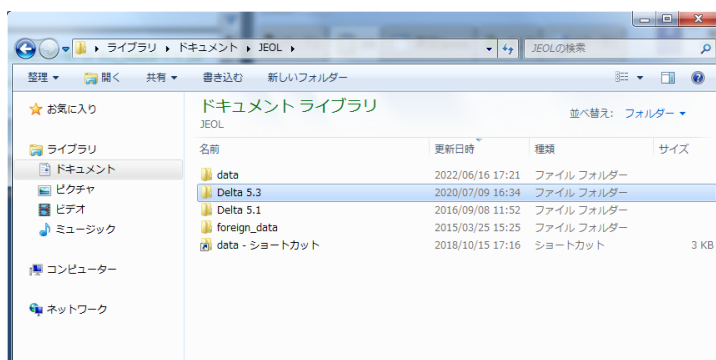 ライブラリ ▸ ドキュメント ▸ JEOL ▸
JEOLの検索
整理 ▼ 開く 共有 ▼ 書き込む 新しいフォルダー
お気に入り
ライブラリ
ドキュメント
ピクチャ
ビデオ
ミュージック
コンピューター
ネットワーク
ドキュメント ライブラリ
JEOL
並べ替え: フォルダー ▼
名前 更新日時 種類 サイズ
data 2022/06/16 17:21 ファイル フォルダー
Delta 5.3 2020/07/09 16:34 ファイル フォルダー
Delta 5.1 2016/09/08 11:52 ファイル フォルダー
foreign_data 2015/03/25 15:25 ファイル フォルダー
data - ショートカット 2018/10/15 17:16 ショートカット 3 KB